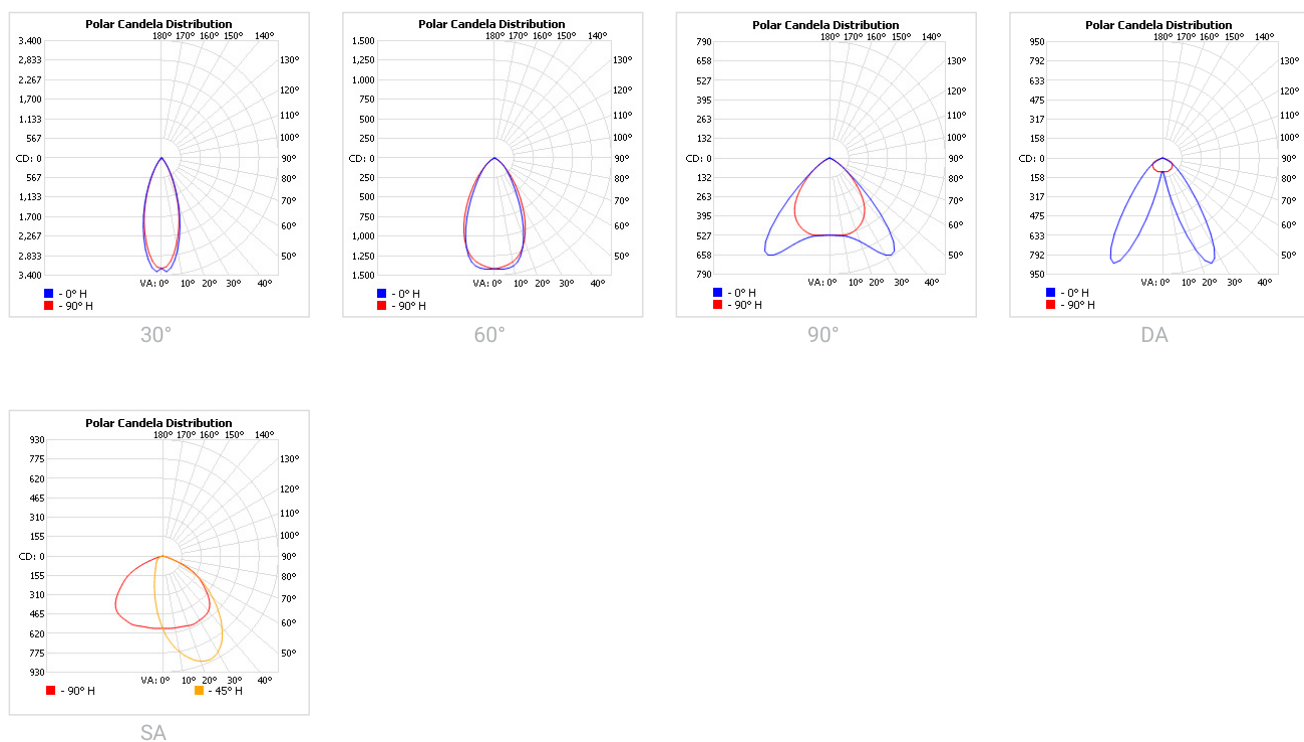 Polar Candela Distribution
3.400 180° 170° 160° 150° 140°
2,833 130°
2.267 120°
1,700 110°
1.133 100°
567
CD: 0 90°
567 80°
1,133 70°
1.700 60°
2,267
2.833 50°
3.400 VA: 0° 10° 20° 30° 40°
- 0° H
- 90° H
30°
Polar Candela Distribution
1.500 180° 170° 160° 150° 140°
1.250 130°
1.000 120°
750 110°
500 100°
250
CD: 0 90°
250 80°
500 70°
750 60°
1,000
1.250 50°
1.500 VA: 0° 10° 20° 30° 40°
- 0° H
- 90° H
60°
Polar Candela Distribution
790 180° 170° 160° 150° 140°
658 130°
527 120°
395 110°
263 100°
132
CD: 0 90°
132 80°
263 70°
395 60°
527
658 50°
790 VA: 0° 10° 20° 30° 40°
- 0° H
- 90° H
90°
Polar Candela Distribution
950 180° 170° 160° 150° 140°
792 130°
633 120°
475 110°
317 100°
158
CD: 0 90°
158 80°
317 70°
475 60°
633
792 50°
950 VA: 0° 10° 20° 30° 40°
- 0° H
- 90° H
DA
Polar Candela Distribution
930 180° 170° 160° 150° 140°
775 130°
620 120°
465 110°
310 100°
155
CD: 0 90°
155 80°
310 70°
465 60°
620
775 50°
930 VA: 0° 10° 20° 30° 40°
- 90° H - 45° H
SA